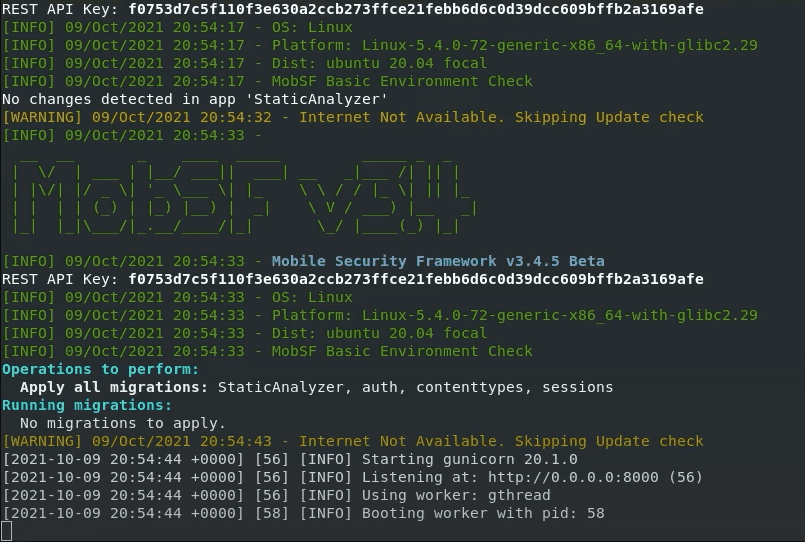 REST API Key: f0753d7c5f110f3e630a2ccb273ffce21febb6d6c0d39dcc609bffb2a3169afe
[INFO] 09/Oct/2021 20:54:17 - OS: Linux
[INFO] 09/Oct/2021 20:54:17 - Platform: Linux-5.4.0-72-generic-x86_64-with-glibc2.29
[INFO] 09/Oct/2021 20:54:17 - Dist: ubuntu 20.04 focal
[INFO] 09/Oct/2021 20:54:17 - MobSF Basic Environment Check
No changes detected in app 'StaticAnalyzer'
[WARNING] 09/Oct/2021 20:54:32 - Internet Not Available. Skipping Update check
[INFO] 09/Oct/2021 20:54:33 -
MobSF v3.4
[INFO] 09/Oct/2021 20:54:33 - Mobile Security Framework v3.4.5 Beta
REST API Key: f0753d7c5f110f3e630a2ccb273ffce21febb6d6c0d39dcc609bffb2a3169afe
[INFO] 09/Oct/2021 20:54:33 - OS: Linux
[INFO] 09/Oct/2021 20:54:33 - Platform: Linux-5.4.0-72-generic-x86_64-with-glibc2.29
[INFO] 09/Oct/2021 20:54:33 - Dist: ubuntu 20.04 focal
[INFO] 09/Oct/2021 20:54:33 - MobSF Basic Environment Check
Operations to perform:
Apply all migrations: StaticAnalyzer, auth, contenttypes, sessions
Running migrations:
No migrations to apply.
[WARNING] 09/Oct/2021 20:54:43 - Internet Not Available. Skipping Update check
[2021-10-09 20:54:44 +0000] [56] [INFO] Starting gunicorn 20.1.0
[2021-10-09 20:54:44 +0000] [56] [INFO] Listening at: http://0.0.0.0:8000 (56)
[2021-10-09 20:54:44 +0000] [56] [INFO] Using worker: gthread
[2021-10-09 20:54:44 +0000] [58] [INFO] Booting worker with pid: 58